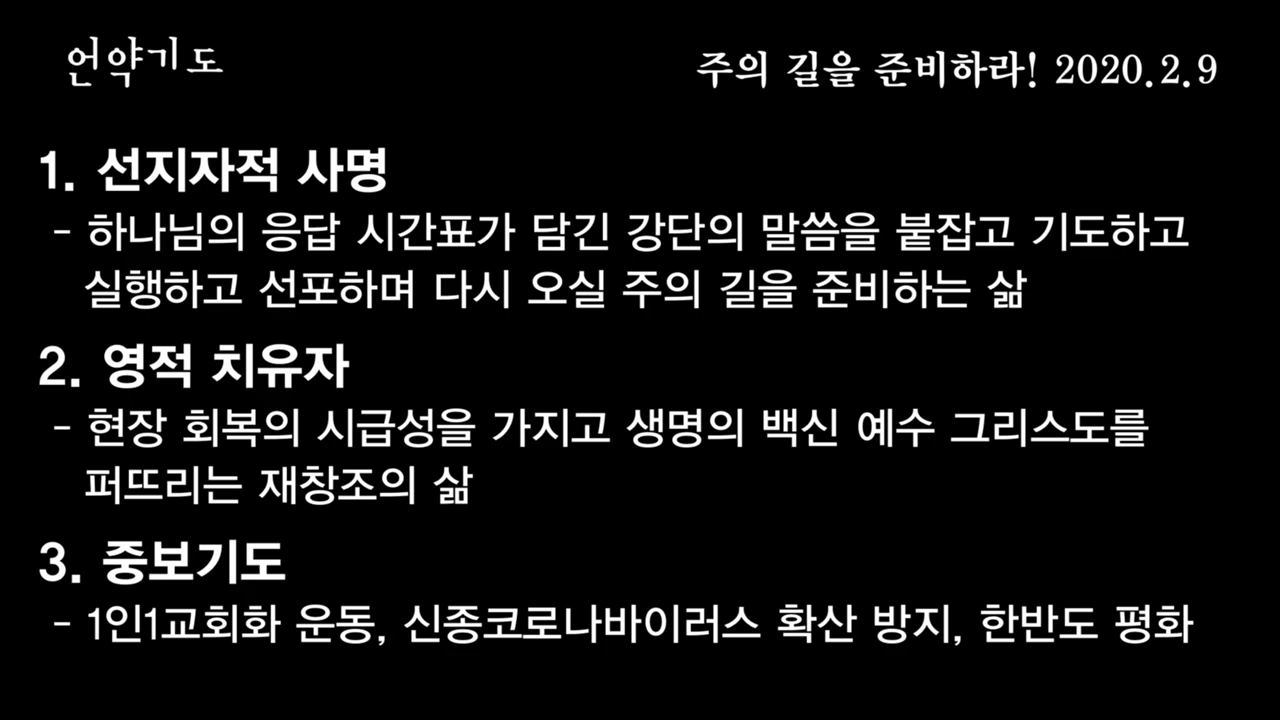 언약기도
주의 길을 준비하라! 2020.2.9
1. 선지자적 사명
- 하나님의 응답 시간표가 담긴 강단의 말씀을 붙잡고 기도하고
실행하고 선포하며 다시 오실 주의 길을 준비하는 삶
2. 영적 치유자
- 현장 회복의 시급성을 가지고 생명의 백신 예수 그리스도를
퍼뜨리는 재창조의 삶
3. 중보기도
- 1인1교회화 운동, 신종코로나바이러스 확산 방지, 한반도 평화